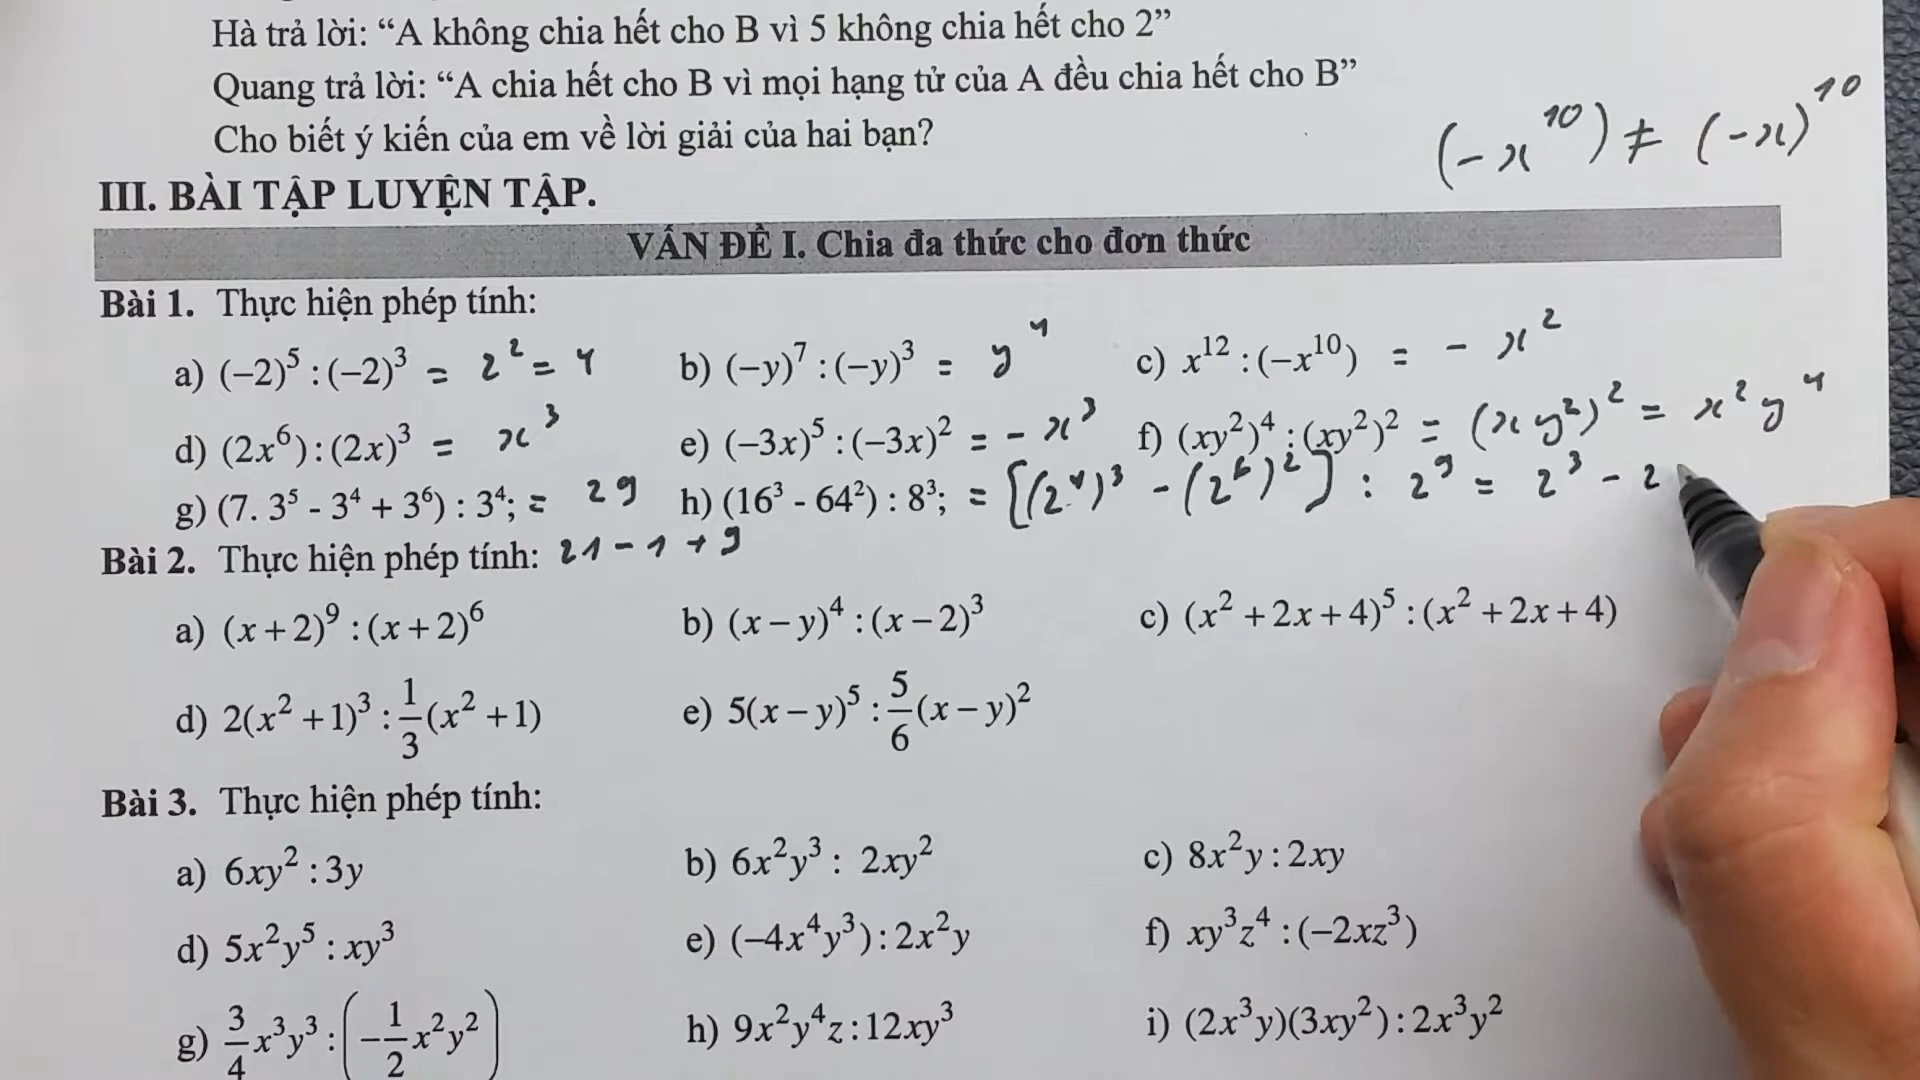 Hà trả lời: “A không chia hết cho B vì 5 không chia hết cho 2”
Quang trả lời: “A chia hết cho B vì mọi hạng tử của A đều chia hết cho B”
Cho biết ý kiến của em về lời giải của hai bạn?
(-x¹⁰) ≠ (-x)¹⁰
III. BÀI TẬP LUYỆN TẬP.
VẤN ĐỀ I. Chia đa thức cho đơn thức
Bài 1. Thực hiện phép tính:
a) (−2)⁵ : (−2)³ = 2² = 4 b) (−y)⁷ : (−y)³ = y⁴ c) x¹² : (−x¹⁰) = - x²
d) (2x⁶) : (2x)³ = x³ e) (−3x)⁵ : (−3x)² = - x³ f) (xy²)⁴ : (xy²)² = (xy²)² = x²y⁴
g) (7. 3⁵ - 3⁴ + 3⁶) : 3⁴; = 29 h) (16³ - 64²) : 8³; = [(2⁴)³ - (2⁶)²] : 2⁹ = 2³ - 2
Bài 2. Thực hiện phép tính: 21 - 1 + 9
a) (x + 2)⁹ : (x + 2)⁶ b) (x − y)⁴ : (x − 2)³ c) (x² + 2x + 4)⁵ : (x² + 2x + 4)
d) 2(x² + 1)³ : 1/3 (x² + 1) e) 5(x − y)⁵ : 5/6 (x − y)²
Bài 3. Thực hiện phép tính:
a) 6xy² : 3y b) 6x²y³ : 2xy² c) 8x²y : 2xy
d) 5x²y⁵ : xy³ e) (−4x⁴y³) : 2x²y f) xy³z⁴ : (−2xz³)
g) 3/4 x³y³ : (−1/2 x²y²) h) 9x²y⁴z : 12xy³ i) (2x³y)(3xy²) : 2x³y²